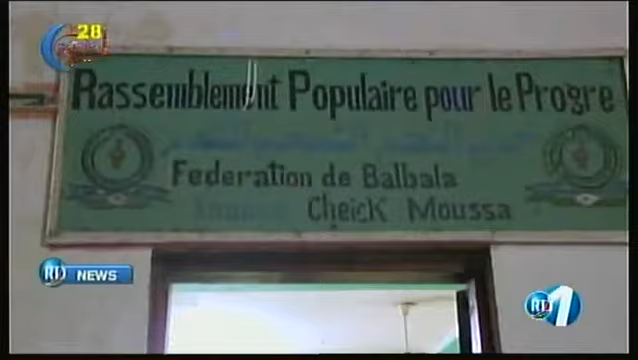 28
Rassemblement Populaire pour le Progre
Federation de Balbala
Cheick Moussa
RTD NEWS
RTD 1